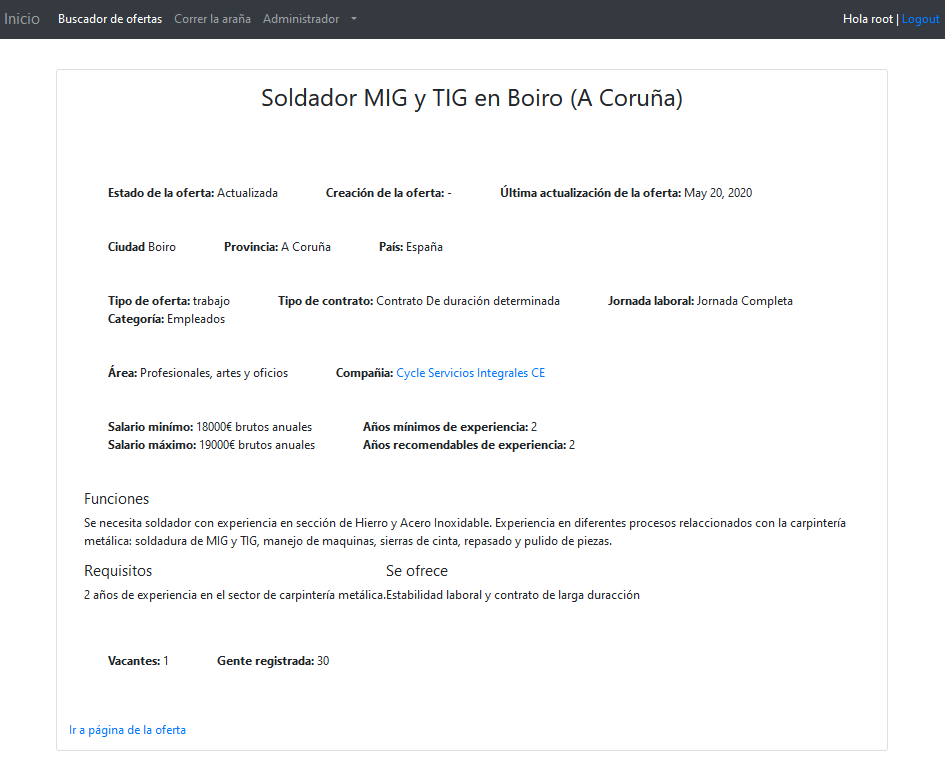 Inicio Buscador de ofertas Correr la araña Administrador Hola root | Logout
Soldador MIG y TIG en Boiro (A Coruña)
Estado de la oferta: Actualizada Creación de la oferta: - Última actualización de la oferta: May 20, 2020
Ciudad Boiro Provincia: A Coruña País: España
Tipo de oferta: trabajo Tipo de contrato: Contrato De duración determinada Jornada laboral: Jornada Completa
Categoría: Empleados
Área: Profesionales, artes y oficios Compañia: Cycle Servicios Integrales CE
Salario minímo: 18000€ brutos anuales Años mínimos de experiencia: 2
Salario máximo: 19000€ brutos anuales Años recomendables de experiencia: 2
Funciones
Se necesita soldador con experiencia en sección de Hierro y Acero Inoxidable. Experiencia en diferentes procesos relaccionados con la carpintería
metálica: soldadura de MIG y TIG, manejo de maquinas, sierras de cinta, repasado y pulido de piezas.
Requisitos Se ofrece
2 años de experiencia en el sector de carpintería metálica. Estabilidad laboral y contrato de larga duracción
Vacantes: 1 Gente registrada: 30
Ir a página de la oferta